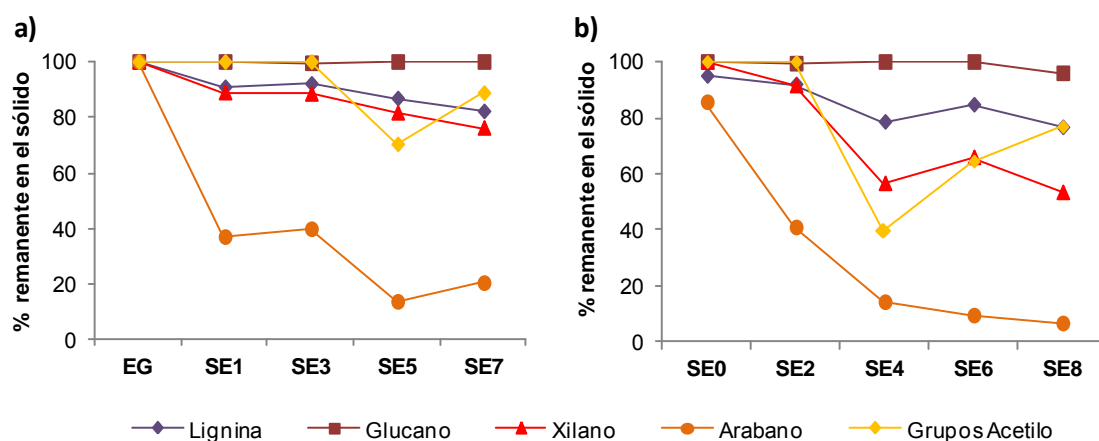 a)
% remanente en el sólido
100
80
60
40
20
0
EG SE1 SE3 SE5 SE7
b)
% remanente en el sólido
100
80
60
40
20
0
SE0 SE2 SE4 SE6 SE8
Lignina Glucano Xilano Arabano Grupos Acetilo